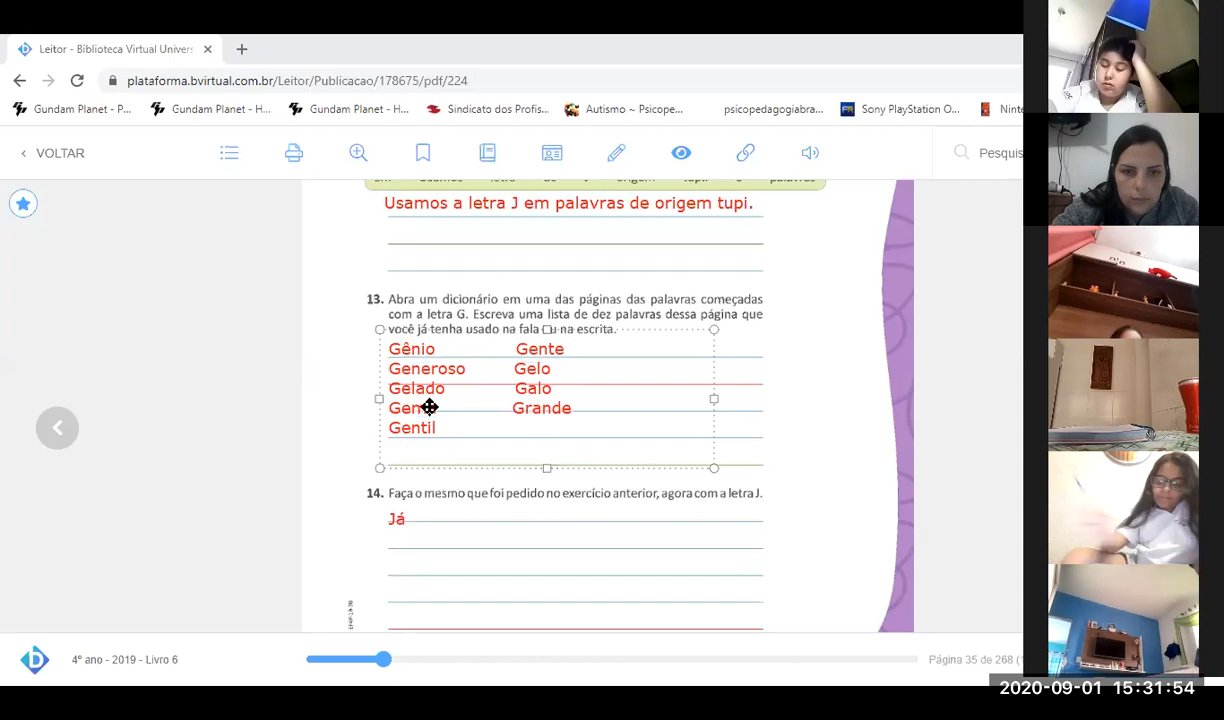 Leitor - Biblioteca Virtual Univers
plataforma.bvirtual.com.br/Leitor/Publicacao/178675/pdf/224
Gundam Planet - P... Gundam Planet - H... Gundam Planet - H... Sindicato dos Profis... Autismo ~ Psicope... psicopedagogiabra... Sony PlayStation O... Ninte
VOLTAR
Pesquis
Usamos a letra J em palavras de origem tupi.
13. Abra um dicionário em uma das páginas das palavras começadas
com a letra G. Escreva uma lista de dez palavras dessa página que
você já tenha usado na fala ou na escrita.
Gênio Gente
Generoso Gelo
Gelado Galo
Grande
Gentil
14. Faça o mesmo que foi pedido no exercício anterior, agora com a letra J.
Já
4º ano - 2019 - Livro 6
Página 35 de 268 (1
2020-09-01 15:31:54